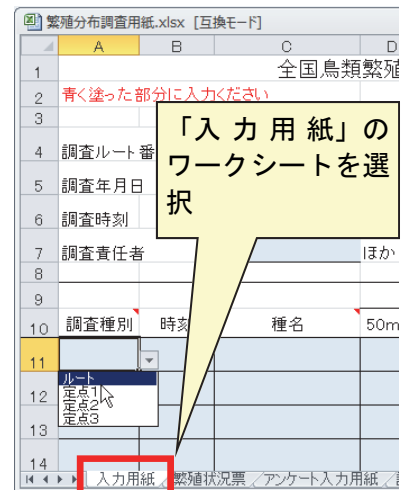 繁殖分布調査用紙.xlsx [互換モード]
A B C D
1 全国鳥類繁殖
2 青く塗った部分に入力ください
3
「入力用紙」の
ワークシートを選
択
4 調査ルート番
5 調査年月日
6 調査時刻
7 調査責任者 ほか
8
9
10 調査種別 時刻 種名 50m
11
ルート
12 定点1
定点2
定点3
13
14
入力用紙 繁殖状況票 アンケート入力用紙